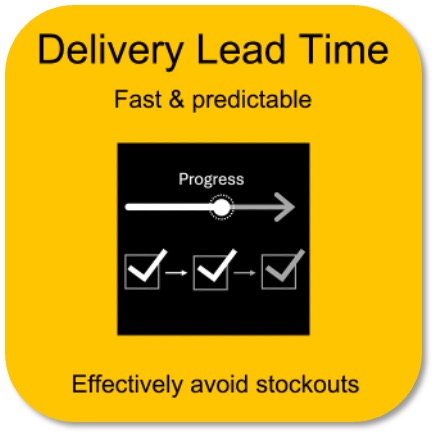 Delivery Lead Time
Fast & predictable
Progress
Effectively avoid stockouts